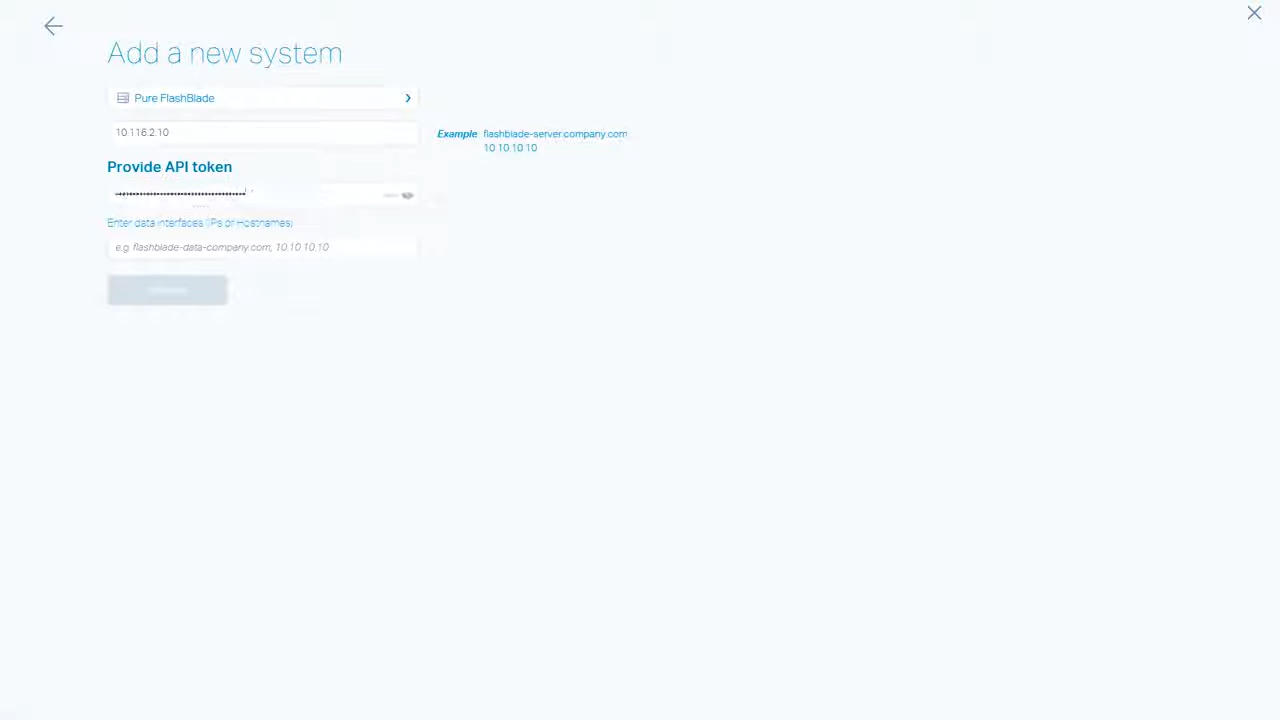 Add a new system
Pure FlashBlade
10.116.2.10
Example flashblade-server.company.com
10.10.10.10
Provide API token
Enter data interfaces (IPs or Hostnames)
e.g. flashblade-data-company.com, 10.10.10.10